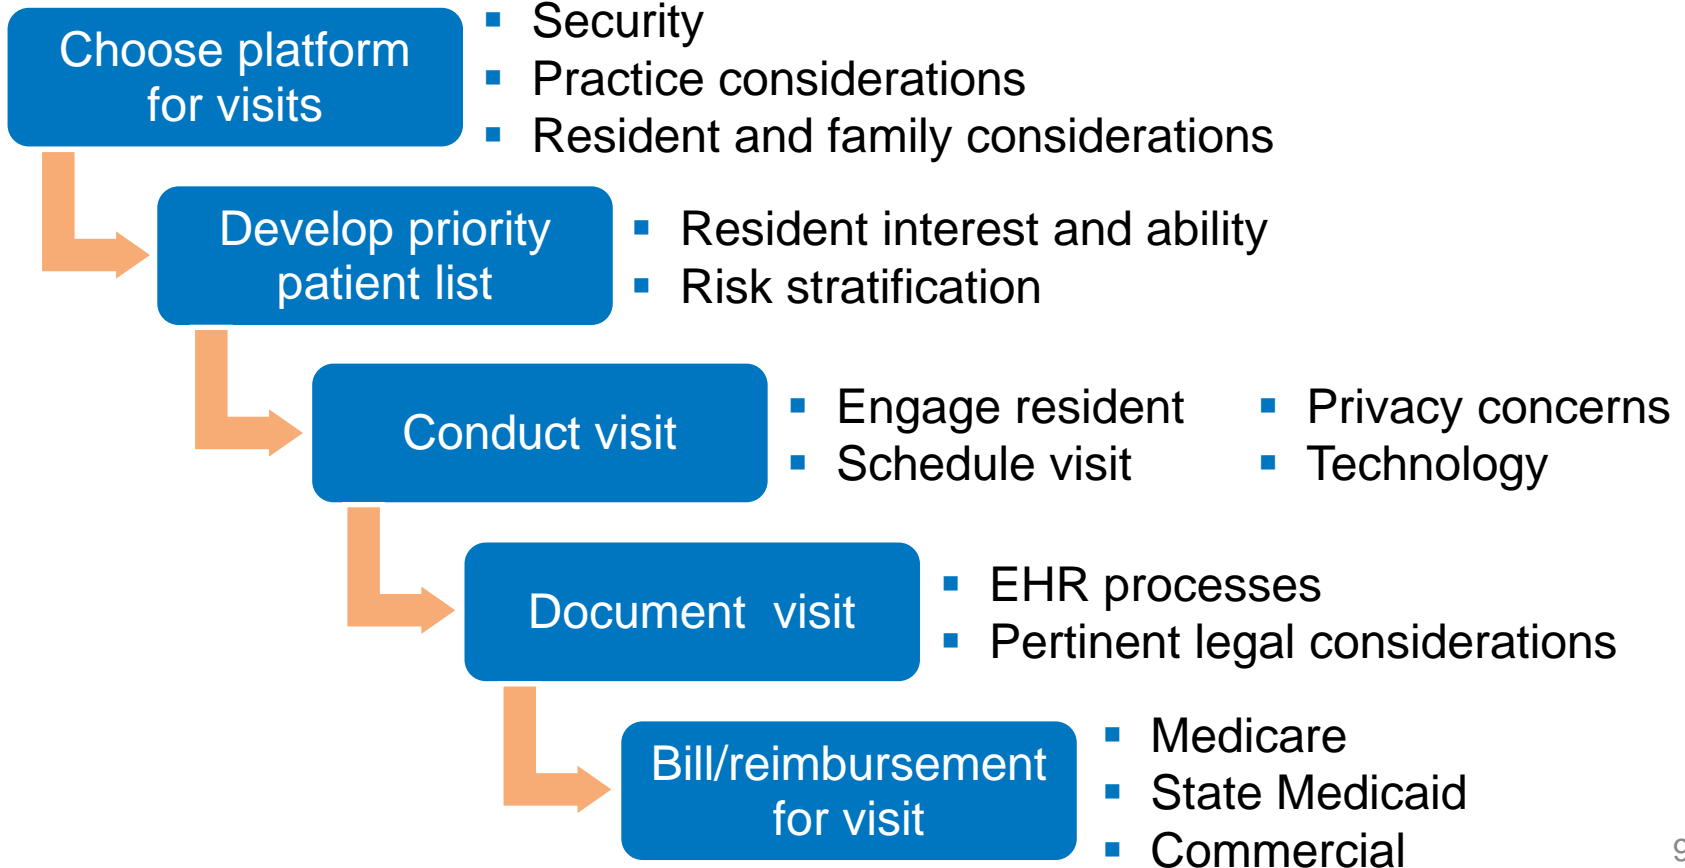 Choose platform
for visits
Security
Practice considerations
Resident and family considerations
Develop priority
patient list
Resident interest and ability
Risk stratification
Conduct visit
Engage resident
Schedule visit
Privacy concerns
Technology
Document  visit
EHR processes
Pertinent legal considerations
Bill/reimbursement
for visit
Medicare
State Medicaid
Commercial
9